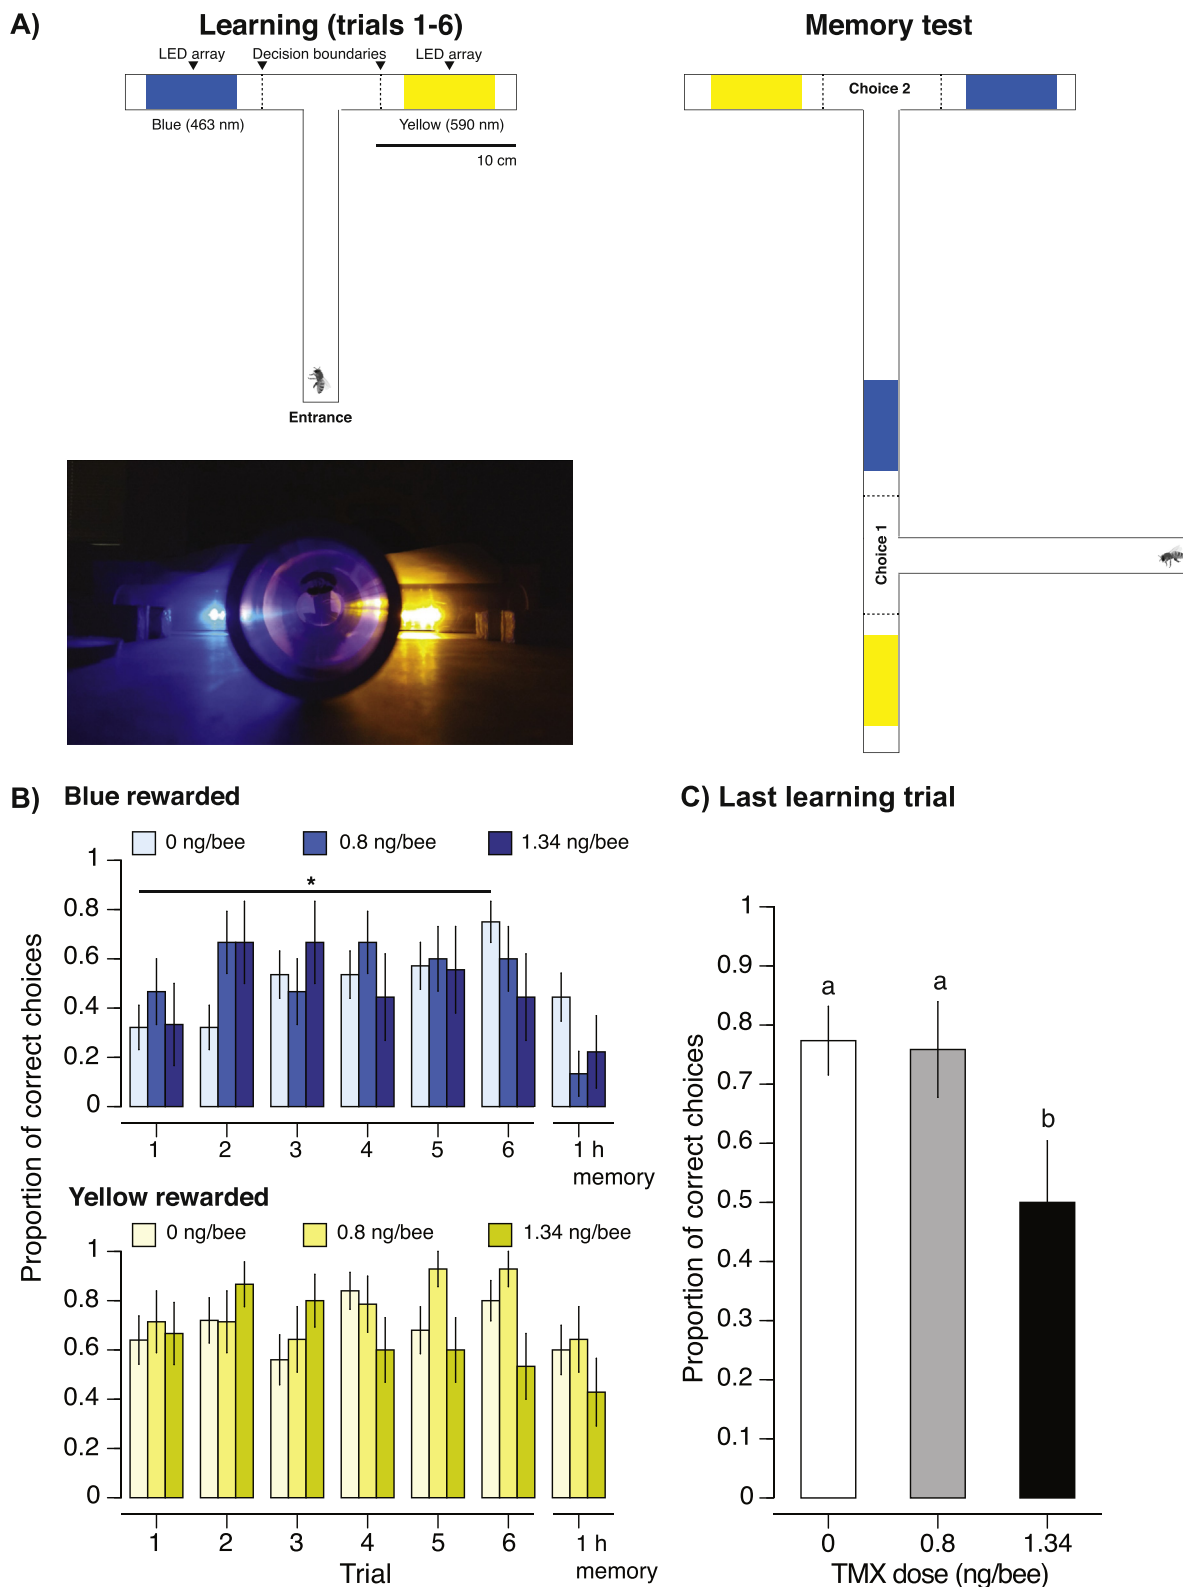 A)
Learning (trials 1-6)
Memory test
LED array
Decision boundaries
LED array
Blue (463 nm)
Yellow (590 nm)
10 cm
Entrance
Choice 2
Choice 1
B)
Blue rewarded
0 ng/bee
0.8 ng/bee
1.34 ng/bee
Proportion of correct choices
1
0.8
0.6
0.4
0.2
0
*
1
2
3
4
5
6
1 h
memory
Yellow rewarded
0 ng/bee
0.8 ng/bee
1.34 ng/bee
1
0.8
0.6
0.4
0.2
0
1
2
3
4
5
6
1 h
memory
Trial
C) Last learning trial
Proportion of correct choices
1
0.9
0.8
0.7
0.6
0.5
0.4
0.3
0.2
0.1
0
a
a
b
0
0.8
1.34
TMX dose (ng/bee)